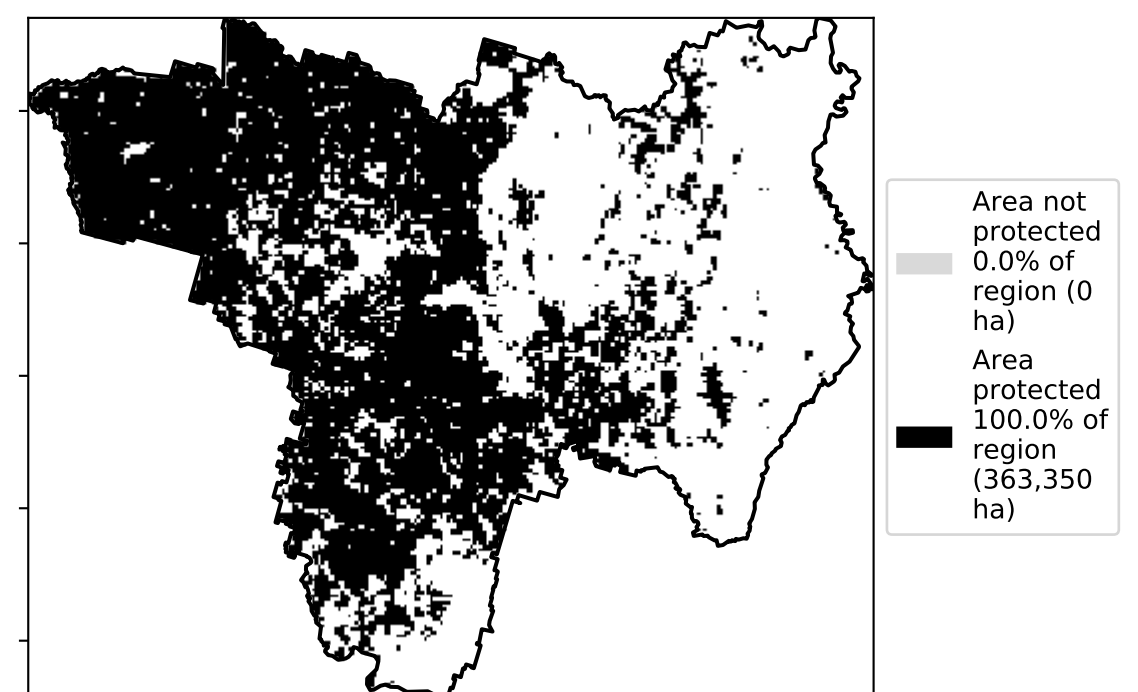 Area not
protected
0.0% of
region (0
ha)
Area
protected
100.0% of
region
(363,350
ha)